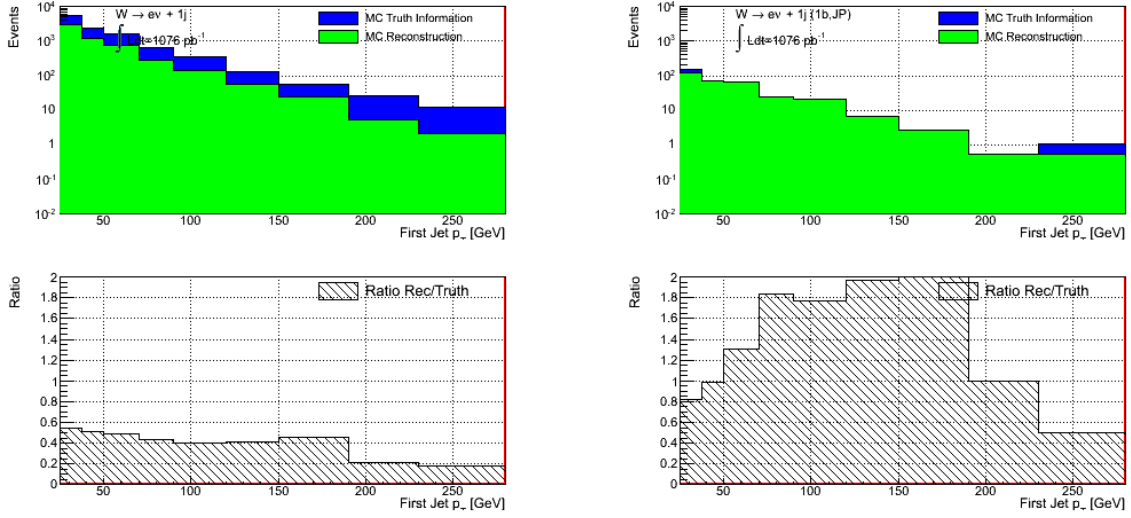 W → eν + 1j
∫ Ldt=1076 pb⁻¹
MC Truth Information
MC Reconstruction
Events
10⁴
10³
10²
10
1
10⁻¹
10⁻²
50 100 150 200 250
First Jet p_T [GeV]
W → eν + 1j (1b,JP)
∫ Ldt=1076 pb⁻¹
MC Truth Information
MC Reconstruction
Events
10⁴
10³
10²
10
1
10⁻¹
10⁻²
50 100 150 200 250
First Jet p_T [GeV]
Ratio Rec/Truth
Ratio
2
1.8
1.6
1.4
1.2
1
0.8
0.6
0.4
0.2
0
50 100 150 200 250
First Jet p_T [GeV]
Ratio Rec/Truth
Ratio
2
1.8
1.6
1.4
1.2
1
0.8
0.6
0.4
0.2
0
50 100 150 200 250
First Jet p_T [GeV]